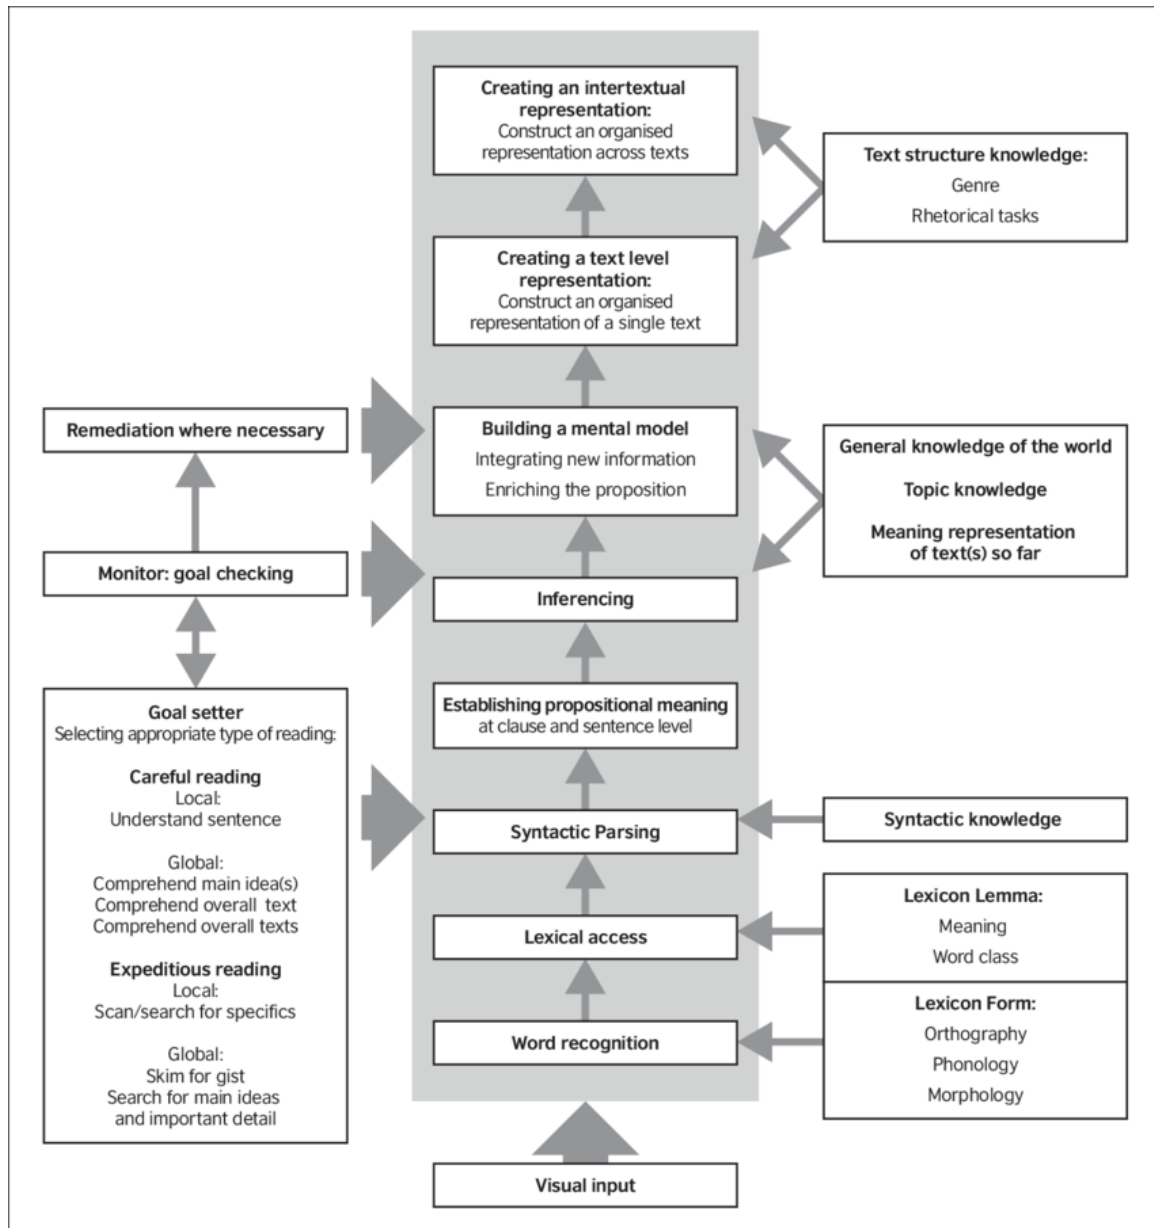 Creating an intertextual
representation:
Construct an organised
representation across texts
Text structure knowledge:
Genre
Rhetorical tasks
Creating a text level
representation:
Construct an organised
representation of a single text
Remediation where necessary
Building a mental model
Integrating new information
Enriching the proposition
General knowledge of the world
Topic knowledge
Meaning representation
of text(s) so far
Monitor: goal checking
Inferencing
Goal setter
Selecting appropriate type of reading:
Careful reading
Local:
Understand sentence
Global:
Comprehend main idea(s)
Comprehend overall text
Comprehend overall texts
Expeditious reading
Local:
Scan/search for specifics
Global:
Skim for gist
Search for main ideas
and important detail
Establishing propositional meaning
at clause and sentence level
Syntactic Parsing
Syntactic knowledge
Lexical access
Lexicon Lemma:
Meaning
Word class
Word recognition
Lexicon Form:
Orthography
Phonology
Morphology
Visual input